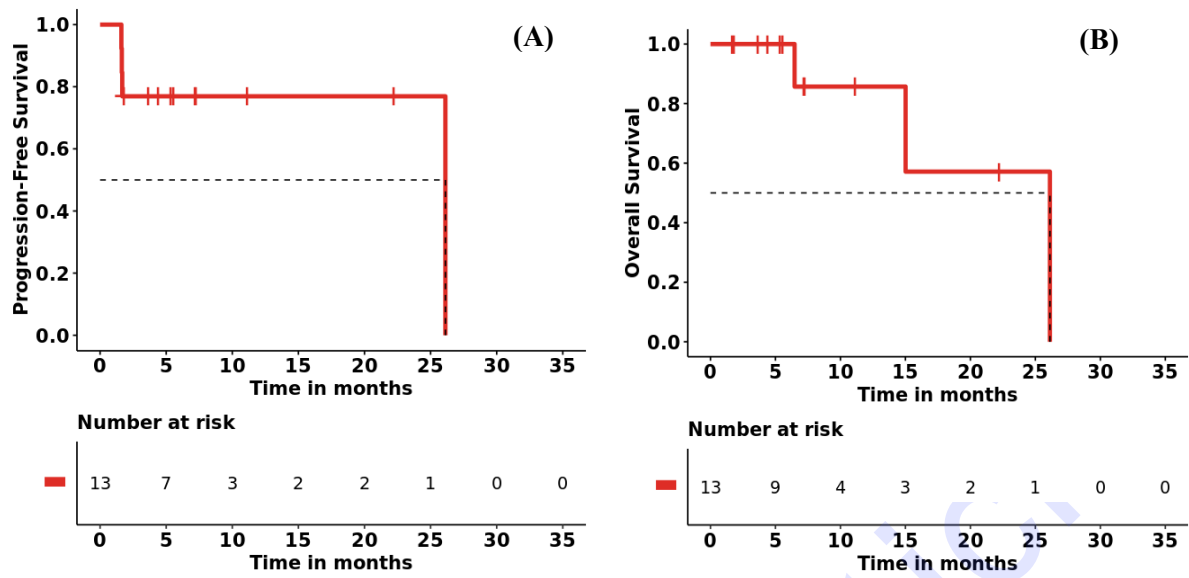 (A)
Progression-Free Survival
1.0
0.8
0.6
0.4
0.2
0.0
0 5 10 15 20 25 30 35
Time in months
Number at risk
13 7 3 2 2 1 0 0
0 5 10 15 20 25 30 35
Time in months
(B)
Overall Survival
1.0
0.8
0.6
0.4
0.2
0.0
0 5 10 15 20 25 30 35
Time in months
Number at risk
13 9 4 3 2 1 0 0
0 5 10 15 20 25 30 35
Time in months